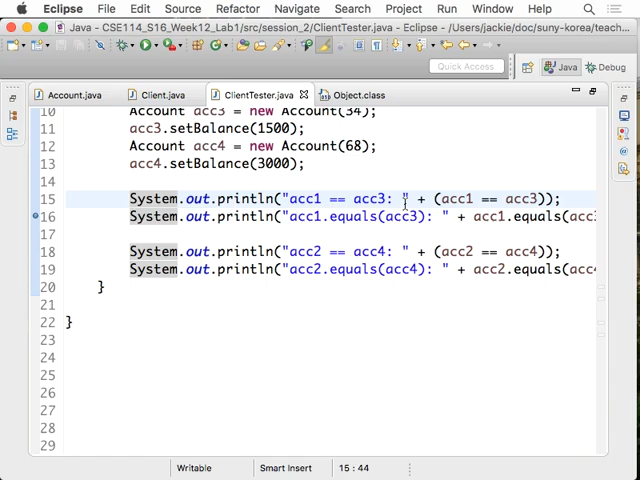 Eclipse File Edit Source Refactor Navigate Search Project Run Window Help
Java - CSE114_S16_Week12_Lab1/src/session_2/ClientTester.java - Eclipse - /Users/jackie/doc/suny-korea/teach
Quick Access Java Debug
Account.java Client.java ClientTester.java Object.class
10 Account acc3 = new Account(34);
11 acc3.setBalance(1500);
12 Account acc4 = new Account(68);
13 acc4.setBalance(3000);
14
15 System.out.println("acc1 == acc3: " + (acc1 == acc3));
16 System.out.println("acc1.equals(acc3): " + acc1.equals(acc3
17
18 System.out.println("acc2 == acc4: " + (acc2 == acc4));
19 System.out.println("acc2.equals(acc4): " + acc2.equals(acc4
20 }
21
22 }
23
24
25
26
27
28
29
Writable Smart Insert 15 : 44